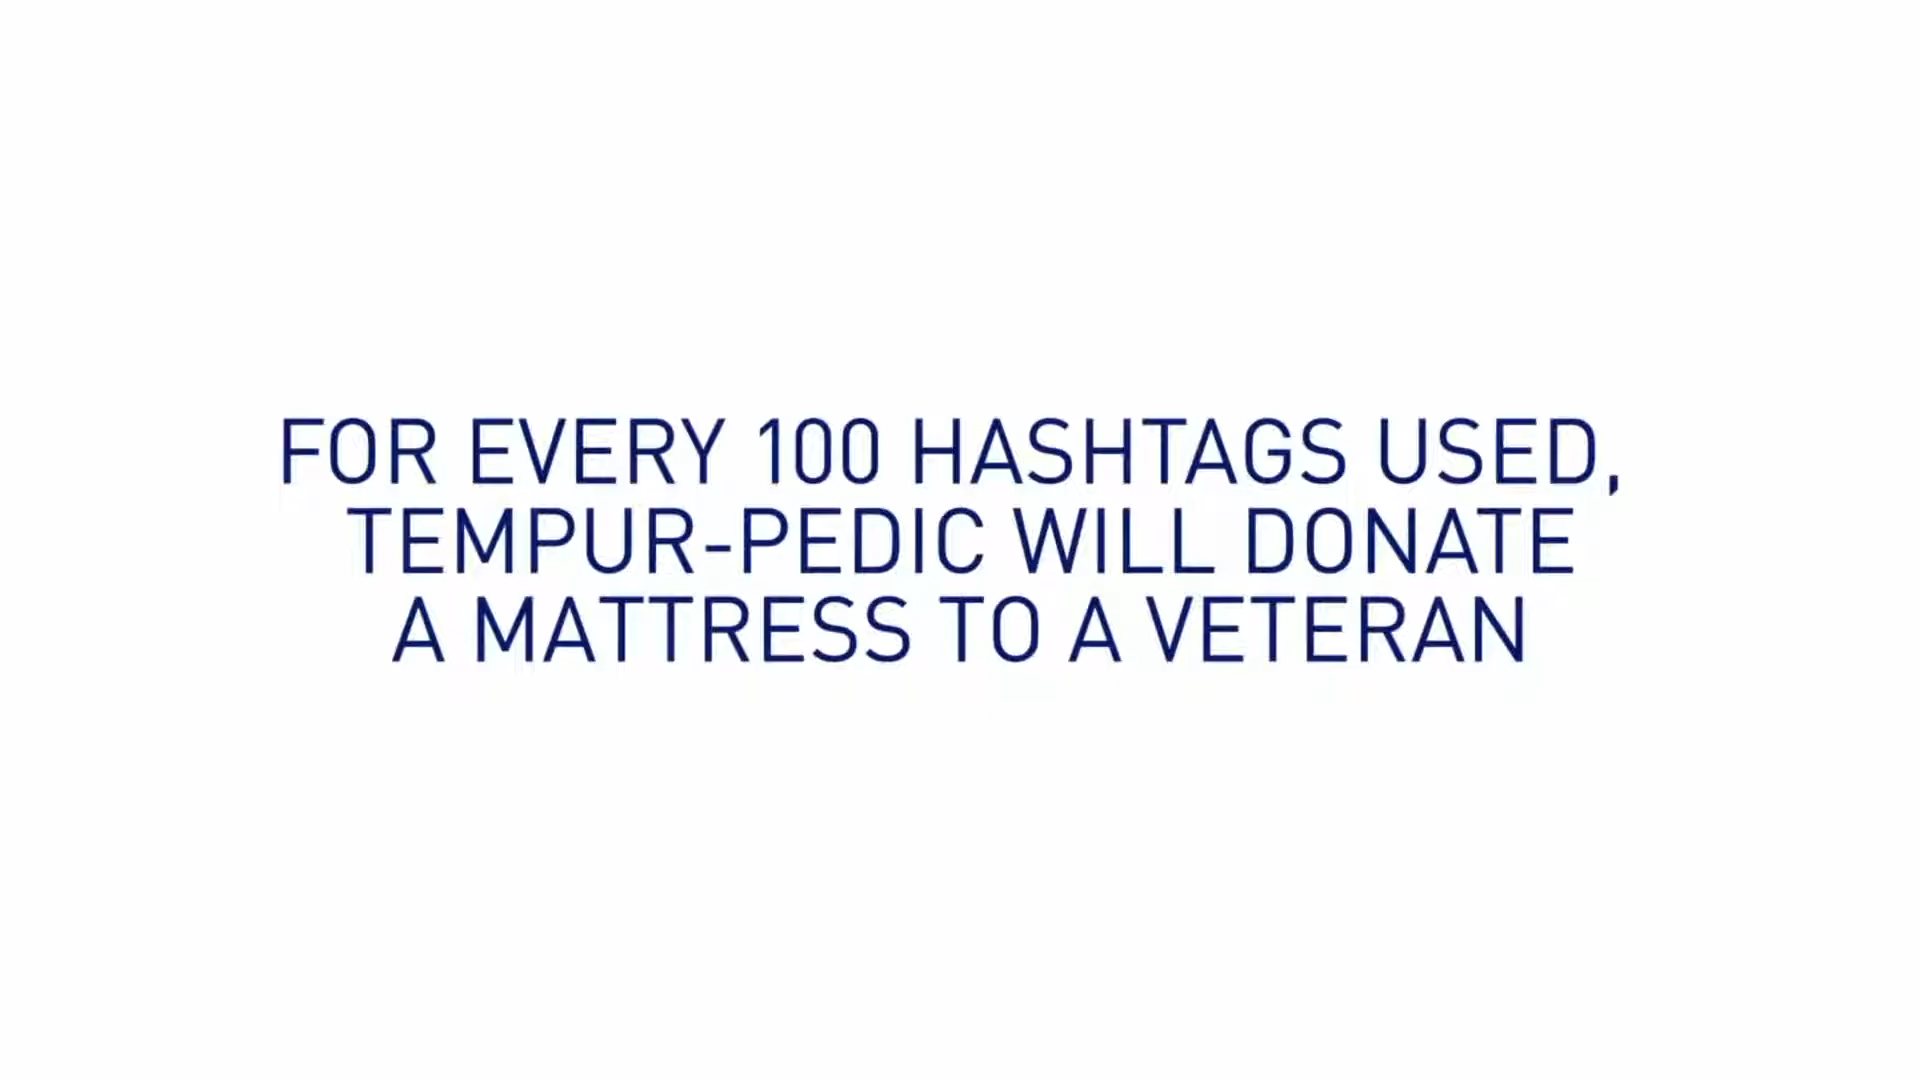 FOR EVERY 100 HASHTAGS USED,
TEMPUR-PEDIC WILL DONATE
A MATTRESS TO A VETERAN